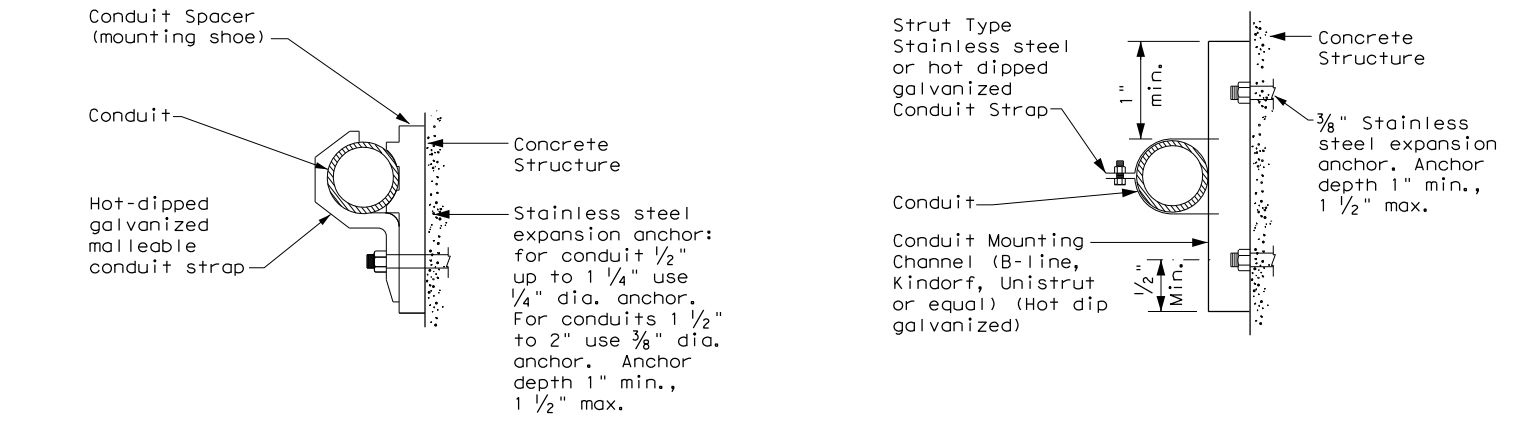 Conduit Spacer
(mounting shoe)
Conduit
Hot-dipped
galvanized
malleable
conduit strap
Concrete
Structure
Stainless steel
expansion anchor:
for conduit 1/2"
up to 1 1/4" use
1/4" dia. anchor.
For conduits 1 1/2"
to 2" use 3/8" dia.
anchor. Anchor
depth 1" min.,
1 1/2" max.
Strut Type
Stainless steel
or hot dipped
galvanized
Conduit Strap
Conduit
Conduit Mounting
Channel (B-line,
Kindorf, Unistrut
or equal) (Hot dip
galvanized)
1"
min.
1/2"
Min.
Concrete
Structure
3/8" Stainless
steel expansion
anchor. Anchor
depth 1" min.,
1 1/2" max.